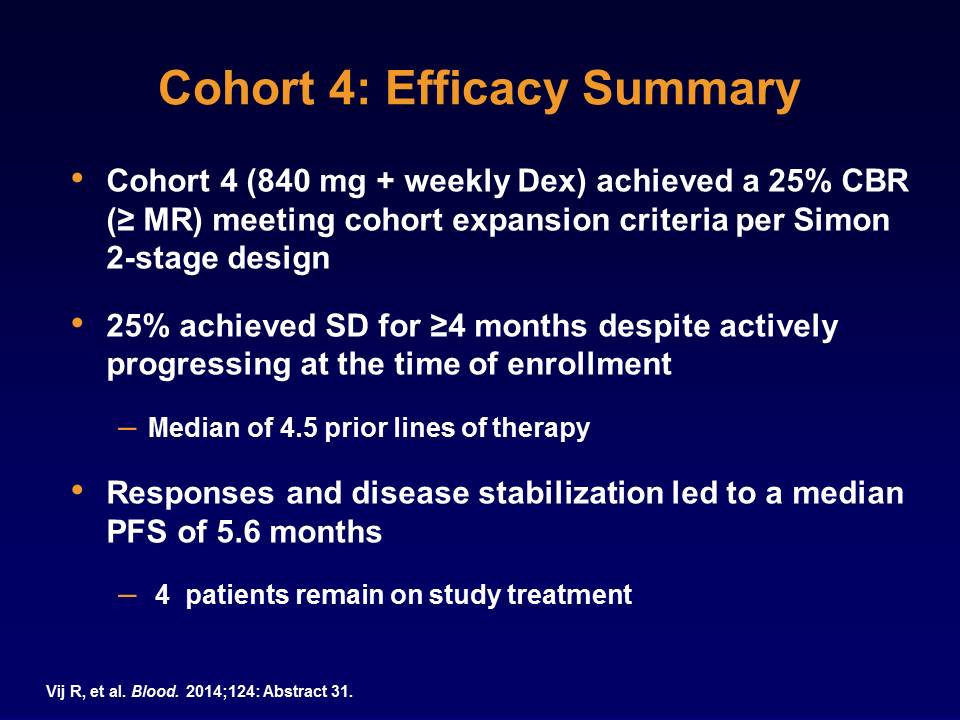 Cohort 4: Efficacy Summary
• Cohort 4 (840 mg + weekly Dex) achieved a 25% CBR
(≥ MR) meeting cohort expansion criteria per Simon
2-stage design
• 25% achieved SD for ≥4 months despite actively
progressing at the time of enrollment
– Median of 4.5 prior lines of therapy
• Responses and disease stabilization led to a median
PFS of 5.6 months
– 4 patients remain on study treatment
Vij R, et al. Blood. 2014;124: Abstract 31.